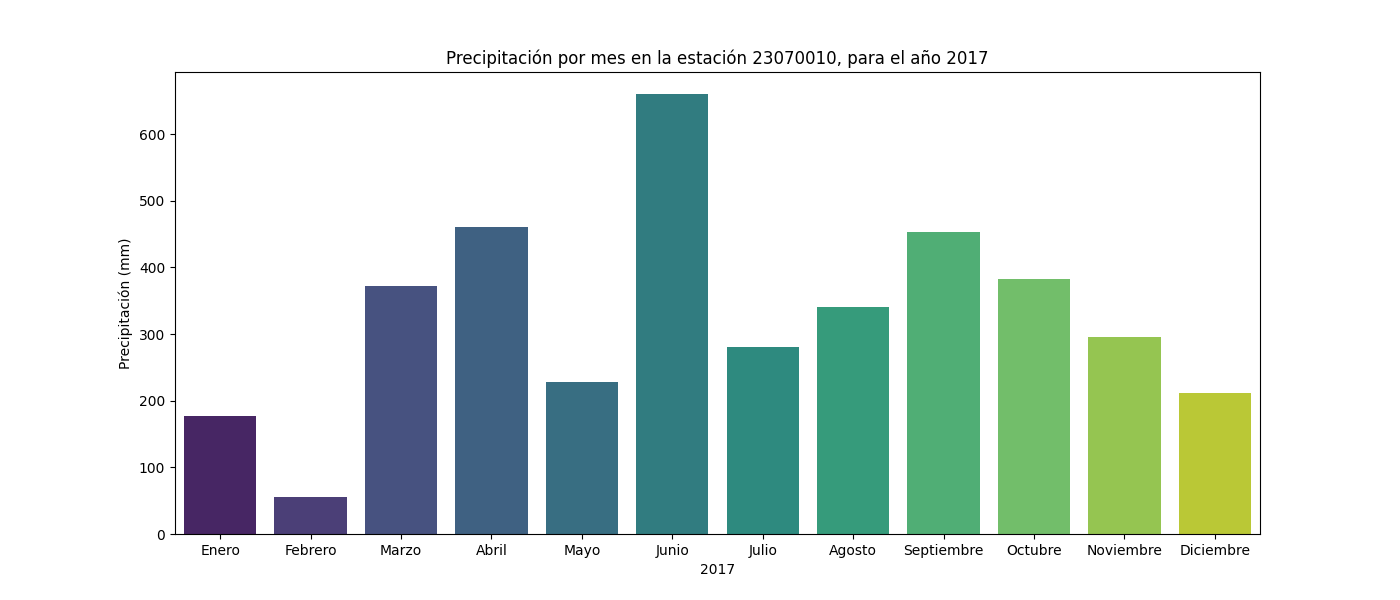 Precipitación por mes en la estación 23070010, para el año 2017
Precipitación (mm)
600
500
400
300
200
100
0
Enero Febrero Marzo Abril Mayo Junio Julio Agosto Septiembre Octubre Noviembre Diciembre
2017